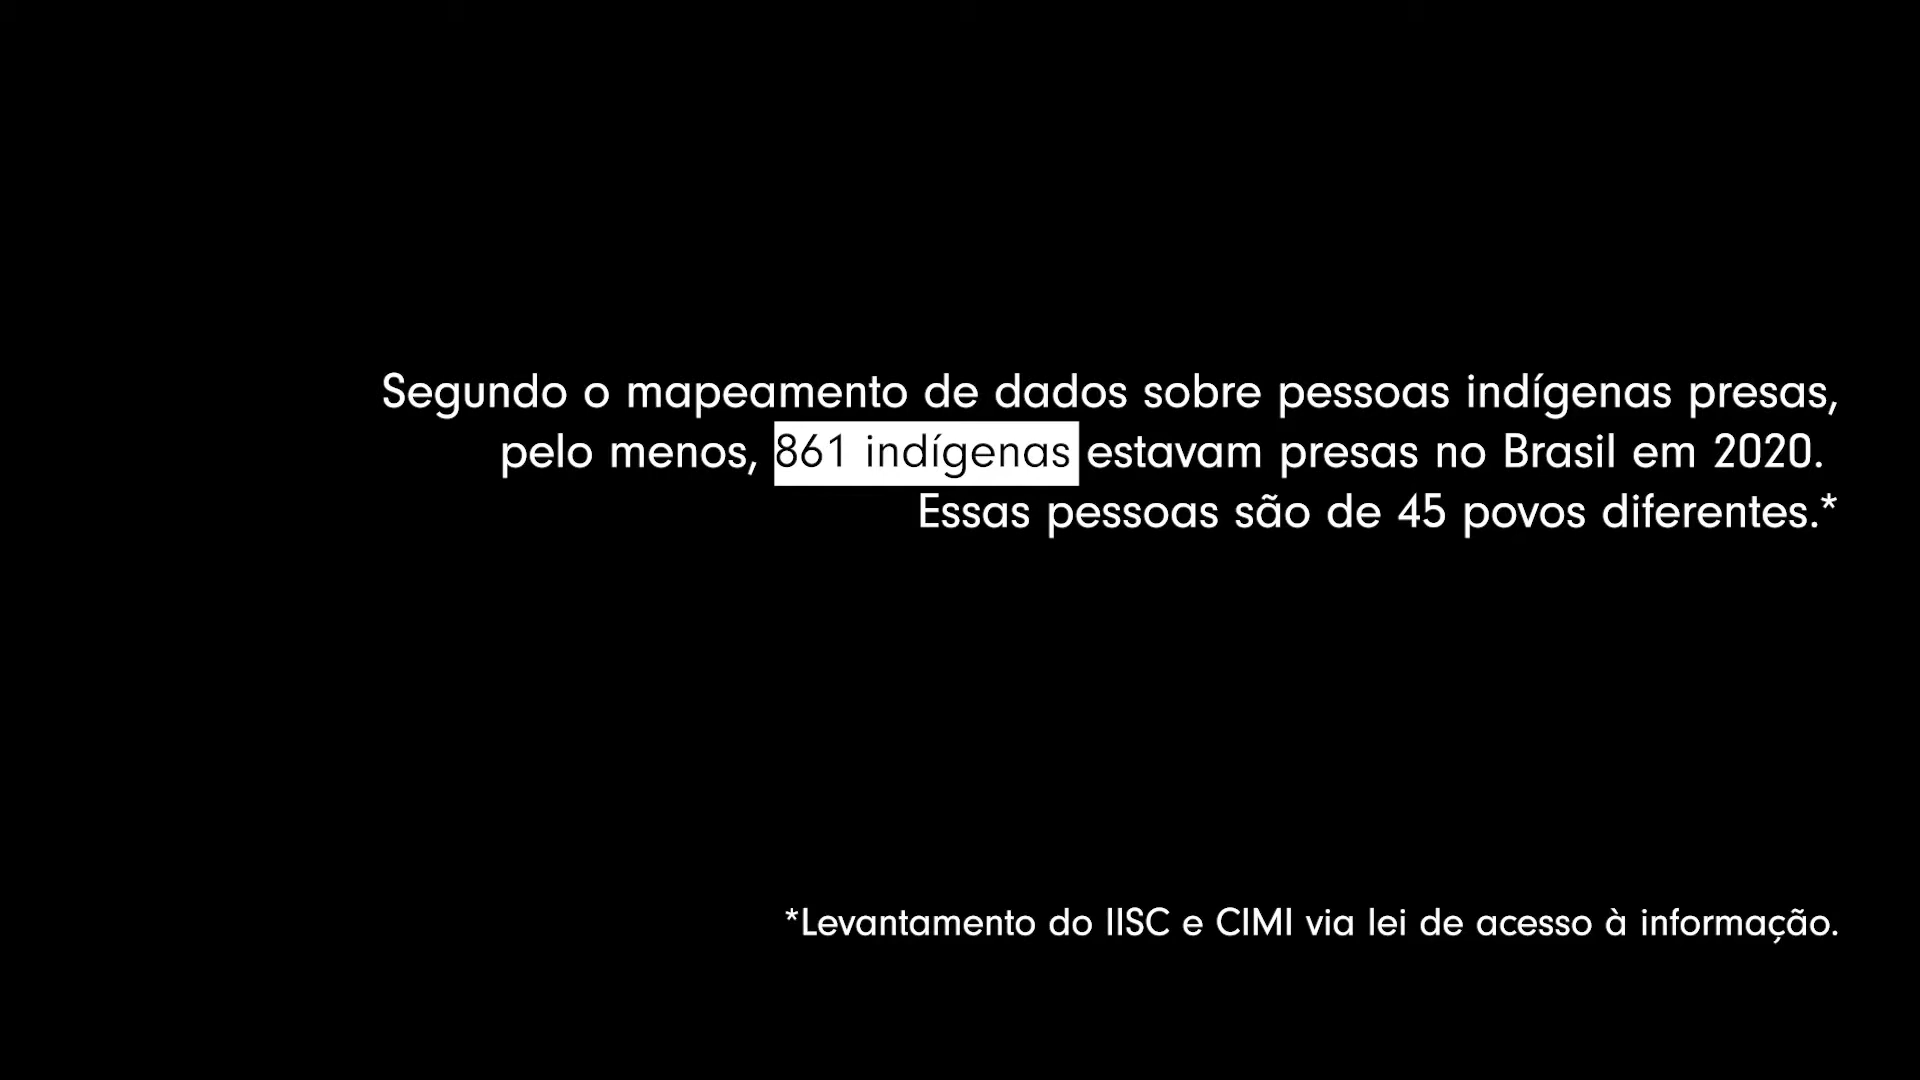 Segundo o mapeamento de dados sobre pessoas indígenas presas,
pelo menos, 861 indígenas estavam presas no Brasil em 2020.
Essas pessoas são de 45 povos diferentes.*
*Levantamento do IISC e CIMI via lei de acesso à informação.